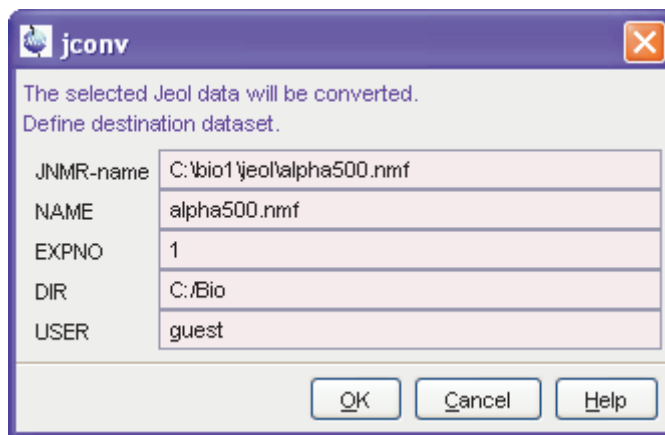 jconv
The selected Jeol data will be converted.
Define destination dataset.
JNMR-name C:\bio1\jeol\alpha500.nmf
NAME alpha500.nmf
EXPNO 1
DIR C:/Bio
USER guest
OK Cancel Help